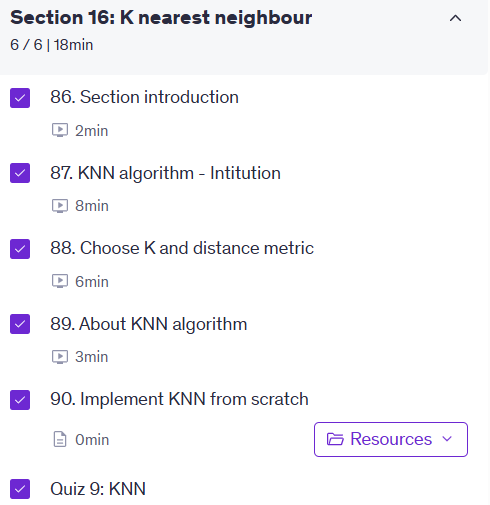 Section 16: K nearest neighbour
6 / 6 | 18min
86. Section introduction
2min
87. KNN algorithm - Intitution
8min
88. Choose K and distance metric
6min
89. About KNN algorithm
3min
90. Implement KNN from scratch
0min
Resources
Quiz 9: KNN